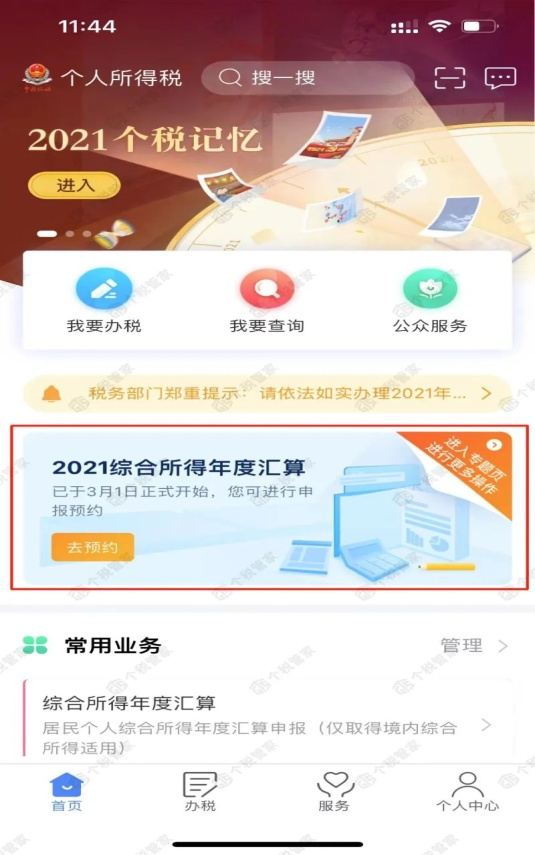 11:44
个人所得税
搜一搜
2021个税记忆
进入
我要办税
我要查询
公众服务
税务部门郑重提示：请依法如实办理2021年...
2021综合所得年度汇算
已于3月1日正式开始，您可进行申
报预约
去预约
进入专题页
进行更多操作
常用业务
管理
综合所得年度汇算
居民个人综合所得年度汇算申报（仅取得境内综合
所得适用）
首页
办税
服务
个人中心
个税管家